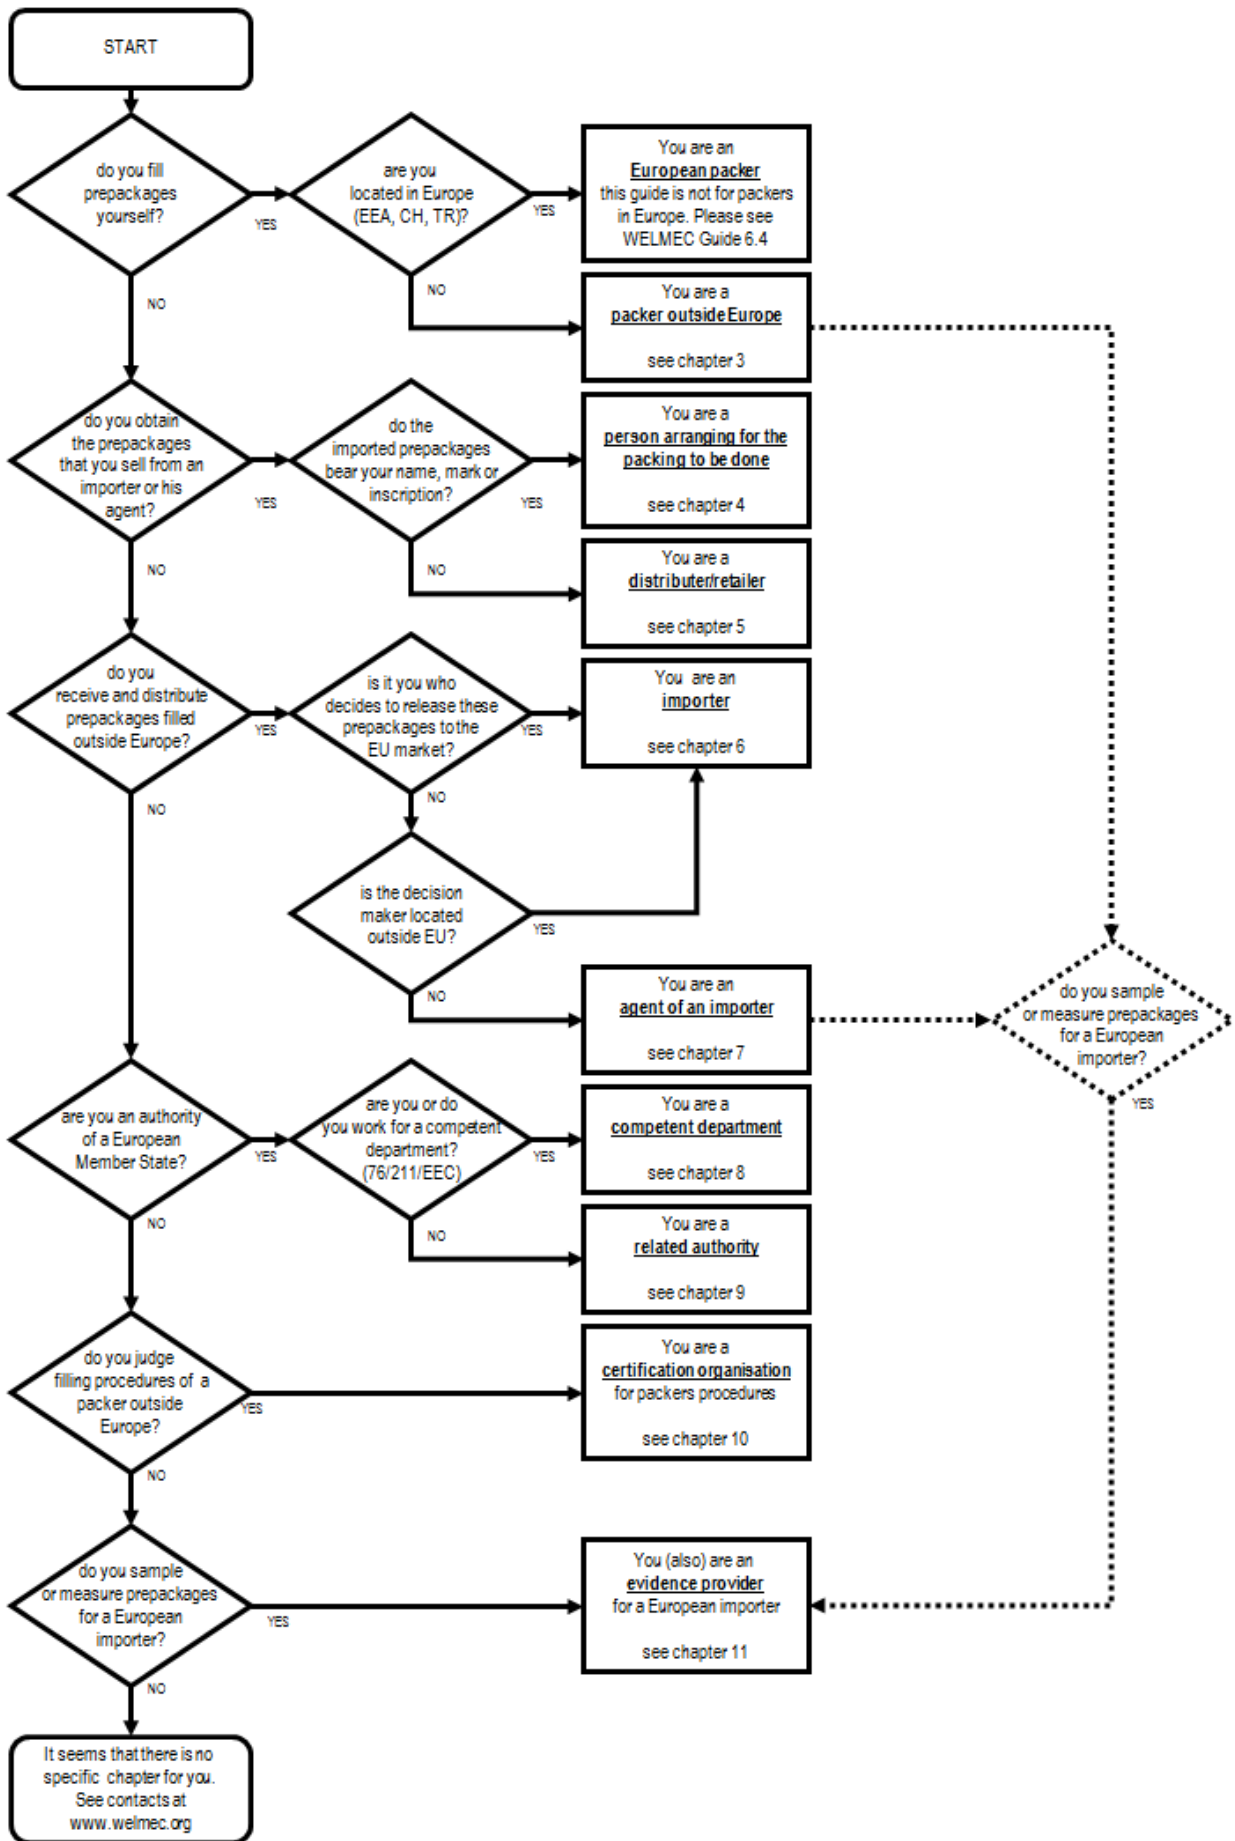 START
do you fill
prepackages
yourself?
YES
NO
are you
located in Europe
(EEA, CH, TR)?
YES
NO
You are an
European packer
this guide is not for packers
in Europe. Please see
WELMEC Guide 6.4
You are a
packer outside Europe
see chapter 3
do you obtain
the prepackages
that you sell from an
importer or his
agent?
YES
NO
do the
imported prepackages
bear your name, mark or
inscription?
YES
NO
You are a
person arranging for the
packing to be done
see chapter 4
You are a
distributer/retailer
see chapter 5
do you
receive and distribute
prepackages filled
outside Europe?
YES
NO
is it you who
decides to release these
prepackages to the
EU market?
YES
NO
You are an
importer
see chapter 6
is the decision
maker located
outside EU?
YES
NO
You are an
agent of an importer
see chapter 7
do you sample
or measure prepackages
for a European
importer?
YES
are you an authority
of a European
Member State?
YES
NO
are you or do
you work for a competent
department?
(76/211/EEC)
YES
NO
You are a
competent department
see chapter 8
You are a
related authority
see chapter 9
do you judge
filling procedures of a
packer outside
Europe?
YES
NO
You are a
certification organisation
for packers procedures
see chapter 10
do you sample
or measure prepackages
for a European
importer?
YES
NO
You (also) are an
evidence provider
for a European importer
see chapter 11
It seems that there is no
specific chapter for you.
See contacts at
www.welmec.org